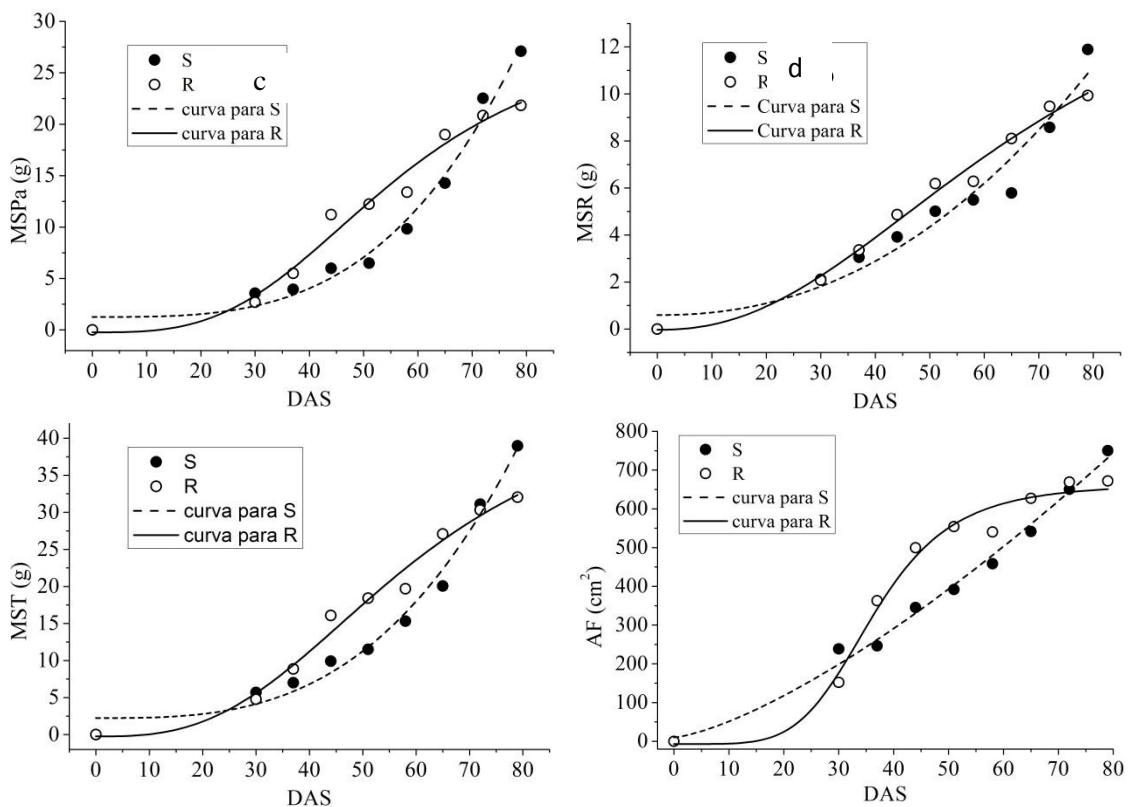 30
25
20
15
10
5
0
MSPa (g)
S
R
c
curva para S
curva para R
0 10 20 30 40 50 60 70 80
DAS
12
10
8
6
4
2
0
MSR (g)
S
R
d
Curva para S
Curva para R
0 10 20 30 40 50 60 70 80
DAS
40
35
30
25
20
15
10
5
0
MST (g)
S
R
curva para S
curva para R
0 10 20 30 40 50 60 70 80
DAS
800
700
600
500
400
300
200
100
0
AF (cm²)
S
R
curva para S
curva para R
0 10 20 30 40 50 60 70 80
DAS